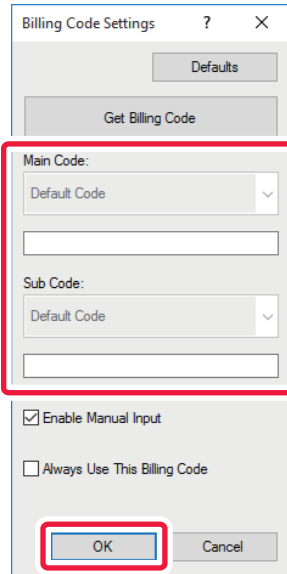 Billing Code Settings ? ×
Defaults
Get Billing Code
Main Code:
Default Code
Sub Code:
Default Code
Enable Manual Input
Always Use This Billing Code
OK Cancel